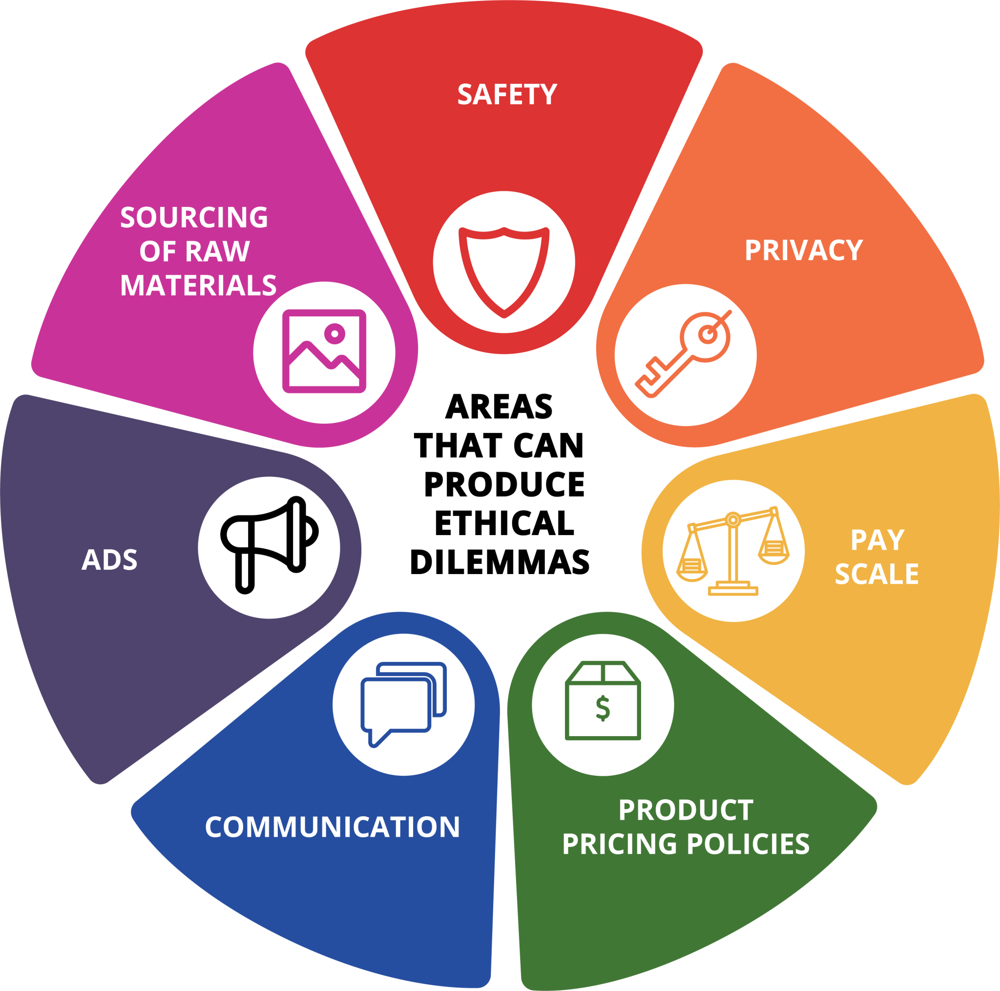 SAFETY
PRIVACY
PAY
SCALE
PRODUCT
PRICING POLICIES
COMMUNICATION
ADS
SOURCING
OF RAW
MATERIALS
AREAS
THAT CAN
PRODUCE
ETHICAL
DILEMMAS
$